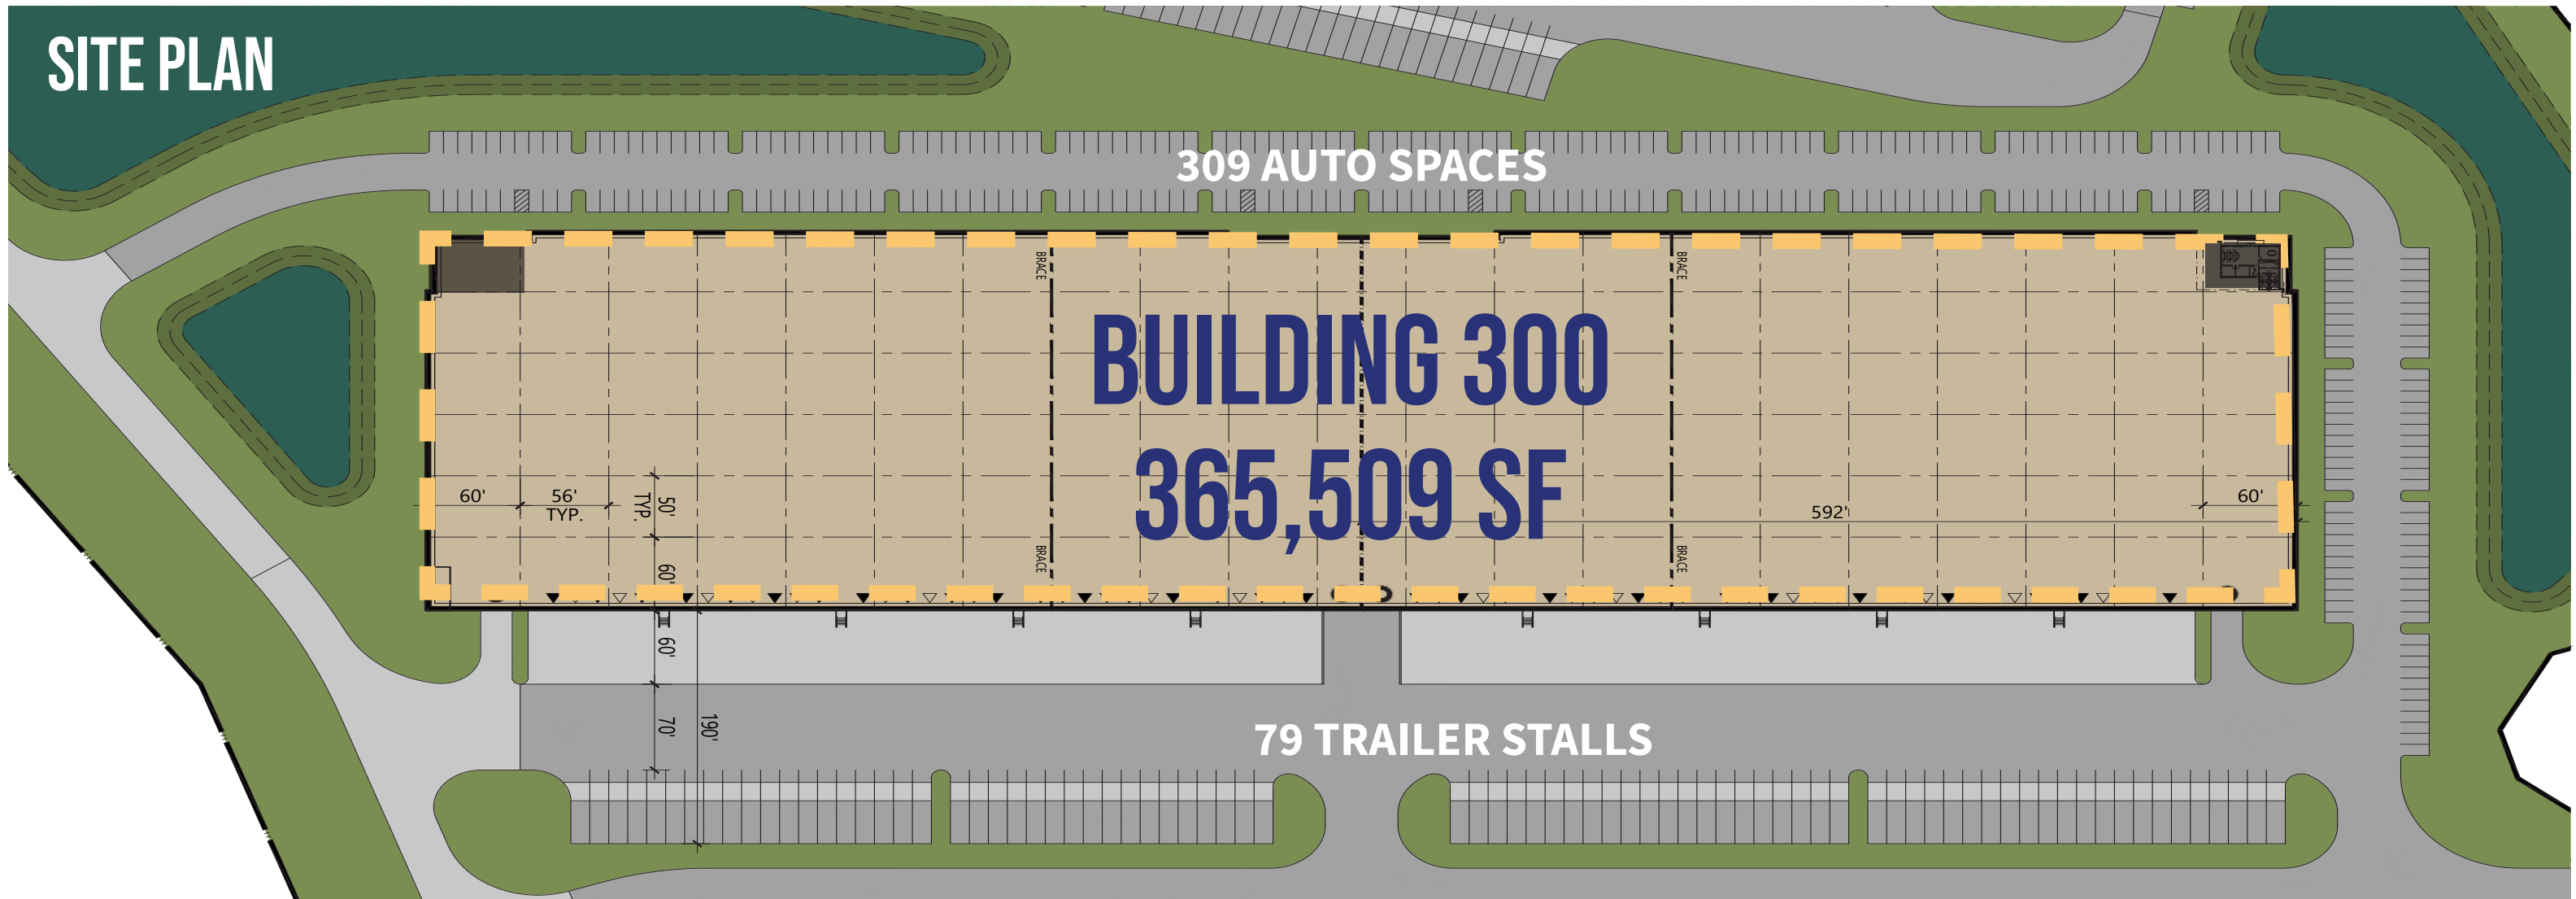 SITE PLAN
309 AUTO SPACES
BRACE
BRACE
BUILDING 300
365,509 SF
60'
56'
TYP.
50'
TYP.
60'
592'
60'
BRACE
BRACE
60'
70'
190'
79 TRAILER STALLS